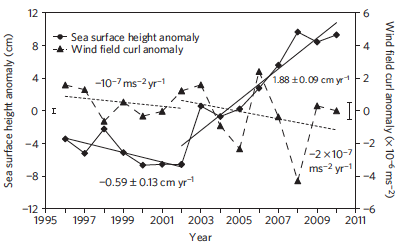 Sea surface height anomaly
Wind field curl anomaly
−10⁻⁷ ms⁻² yr⁻¹
1.88 ± 0.09 cm yr⁻¹
−0.59 ± 0.13 cm yr⁻¹
−2 × 10⁻⁷
ms⁻² yr⁻¹
Sea surface height anomaly (cm)
12
8
4
0
−4
−8
−12
Wind field curl anomaly (× 10⁻⁶ ms⁻²)
6
4
2
0
−2
−4
−6
1995 1997 1999 2001 2003 2005 2007 2009 2011
Year